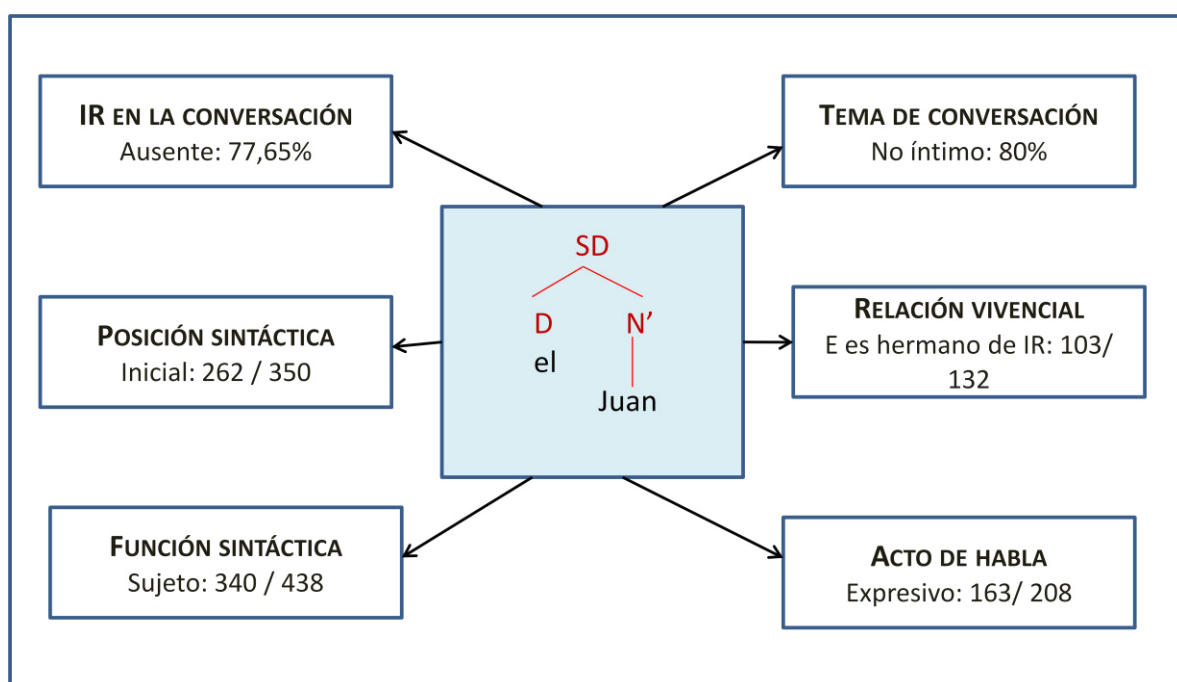 IR EN LA CONVERSACIÓN
Ausente: 77,65%
TEMA DE CONVERSACIÓN
No íntimo: 80%
SD
D
N’
el
Juan
POSICIÓN SINTÁCTICA
Inicial: 262 / 350
RELACIÓN VIVENCIAL
E es hermano de IR: 103/
132
FUNCIÓN SINTÁCTICA
Sujeto: 340 / 438
ACTO DE HABLA
Expresivo: 163/ 208